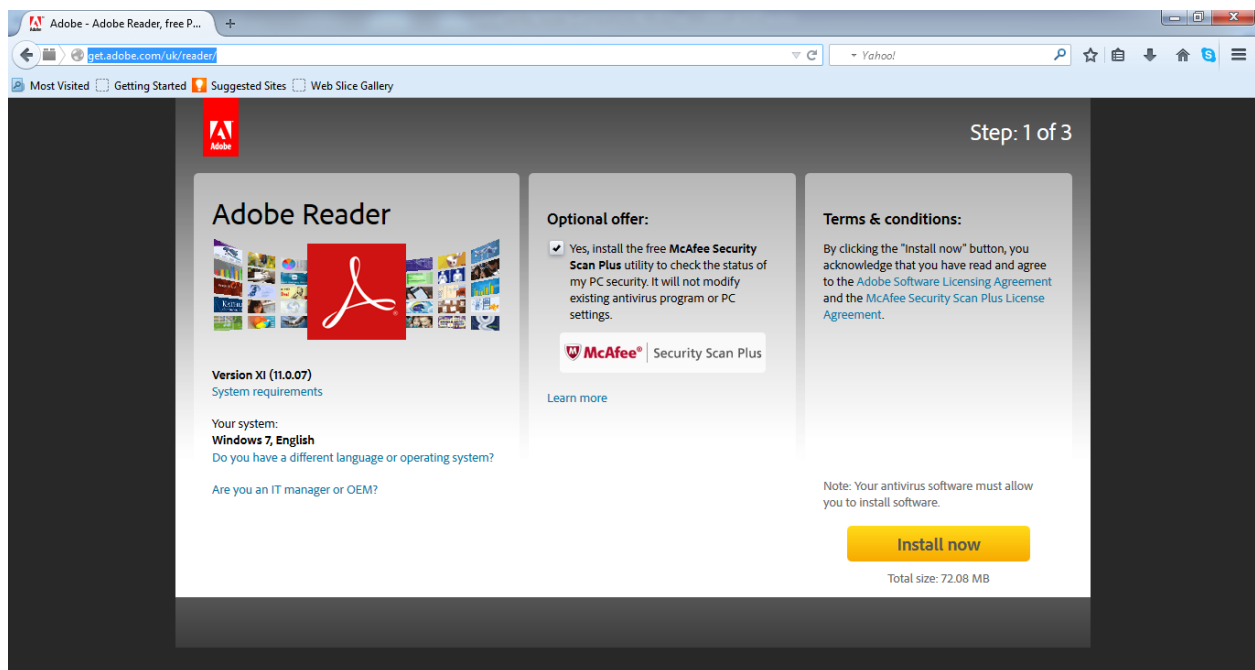 Adobe - Adobe Reader, free P...
get.adobe.com/uk/reader/
Yahoo!
Most Visited Getting Started Suggested Sites Web Slice Gallery
Adobe
Step: 1 of 3
Adobe Reader
Version XI (11.0.07)
System requirements
Your system:
Windows 7, English
Do you have a different language or operating system?
Are you an IT manager or OEM?
Optional offer:
Yes, install the free McAfee Security
Scan Plus utility to check the status of
my PC security. It will not modify
existing antivirus program or PC
settings.
McAfee® Security Scan Plus
Learn more
Terms & conditions:
By clicking the "Install now" button, you
acknowledge that you have read and agree
to the Adobe Software Licensing Agreement
and the McAfee Security Scan Plus License
Agreement.
Note: Your antivirus software must allow
you to install software.
Install now
Total size: 72.08 MB